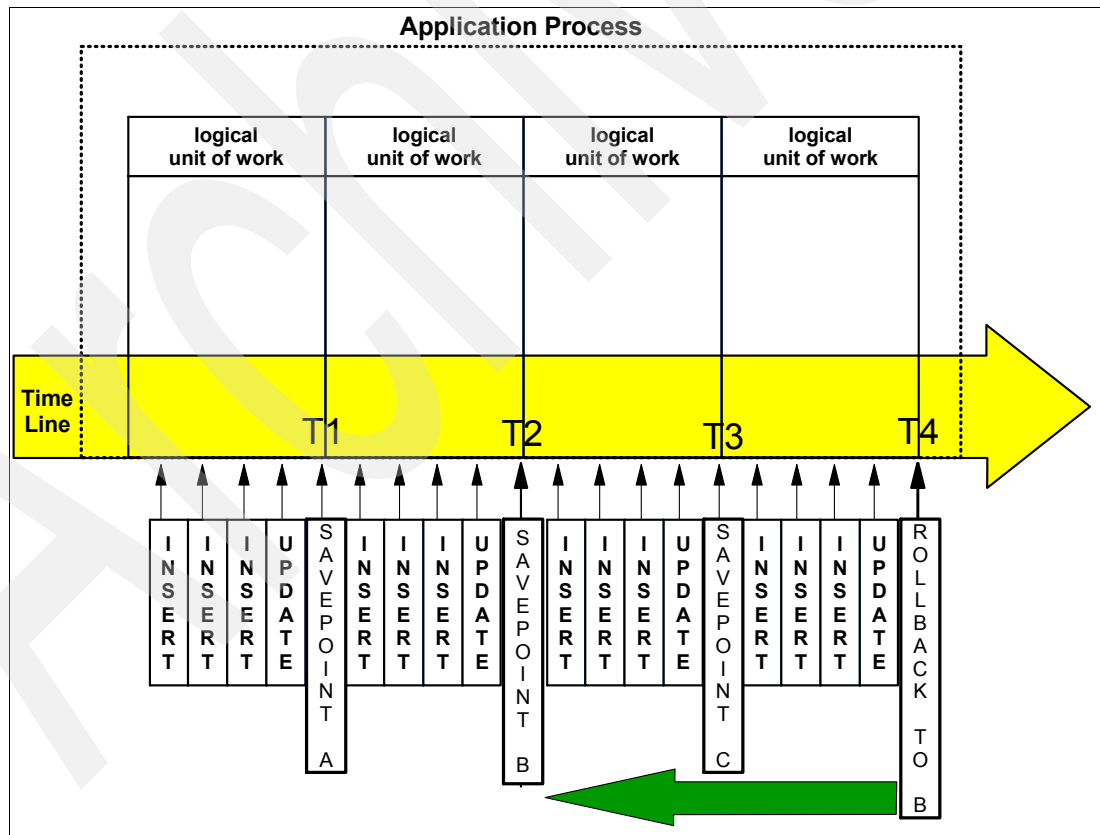 Application Process
logical
unit of work
logical
unit of work
logical
unit of work
logical
unit of work
Time
Line
T1
T2
T3
T4
INSERT
INSERT
INSERT
UPDATE
SAVEPOINT A
INSERT
INSERT
INSERT
UPDATE
SAVEPOINT B
INSERT
INSERT
INSERT
UPDATE
SAVEPOINT C
INSERT
INSERT
INSERT
UPDATE
ROLLBACK TO B